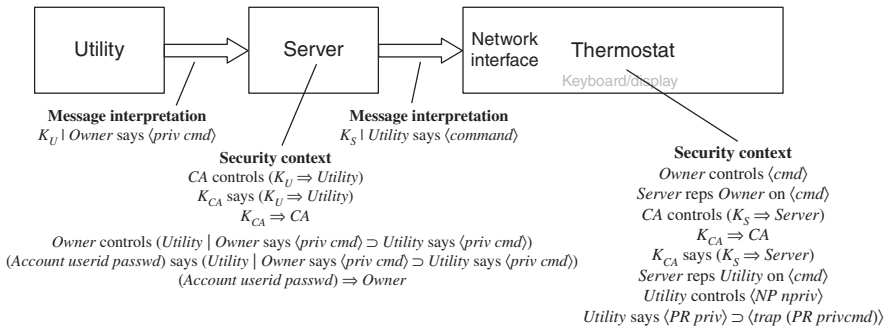 Utility
Server
Network
interface
Thermostat
Keyboard/display
Message interpretation
K_U | Owner says ⟨priv cmd⟩
Message interpretation
K_S | Utility says ⟨command⟩
Security context
CA controls (K_U ⇒ Utility)
K_CA says (K_U ⇒ Utility)
K_CA ⇒ CA
Owner controls (Utility | Owner says ⟨priv cmd⟩ ⊃ Utility says ⟨priv cmd⟩)
(Account userid passwd) says (Utility | Owner says ⟨priv cmd⟩ ⊃ Utility says ⟨priv cmd⟩)
(Account userid passwd) ⇒ Owner
Security context
Owner controls ⟨cmd⟩
Server reps Owner on ⟨cmd⟩
CA controls (K_S ⇒ Server)
K_CA ⇒ CA
K_CA says (K_S ⇒ Server)
Server reps Utility on ⟨cmd⟩
Utility controls ⟨NP npriv⟩
Utility says ⟨PR priv⟩ ⊃ ⟨trap (PR privcmd)⟩